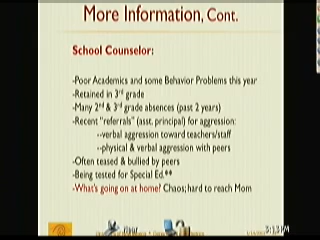 More Information, Cont.
School Counselor:
-Poor Academics and some Behavior Problems this year
-Retained in 3rd grade
-Many 2nd & 3rd grade absences (past 2 years)
-Recent "referrals" (asst. principal) for aggression:
--verbal aggression toward teachers/staff
--physical & verbal aggression with peers
-Often teased & bullied by peers
-Being tested for Special Ed.**
-What's going on at home? Chaos; hard to reach Mom